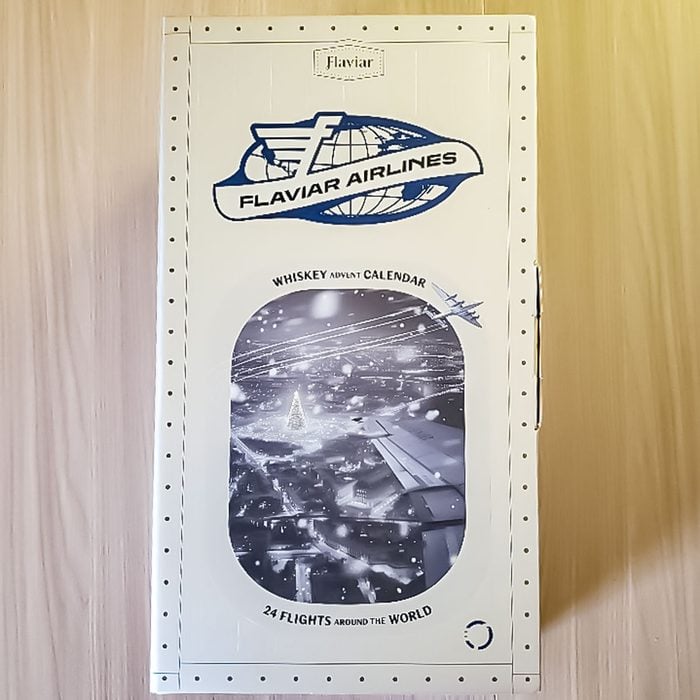 Flaviar
FLAVIAR AIRLINES
WHISKEY ADVENT CALENDAR
24 FLIGHTS AROUND THE WORLD